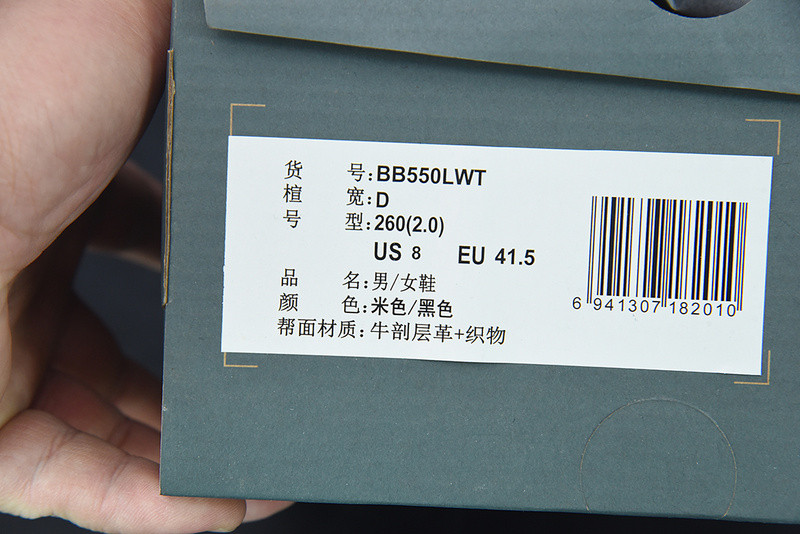 货 号:BB550LWT
楦 宽:D
号 型:260(2.0)
US 8 EU 41.5
品 名:男/女鞋
颜 色:米色/黑色
帮面材质:牛剖层革+织物
6 941307 182010